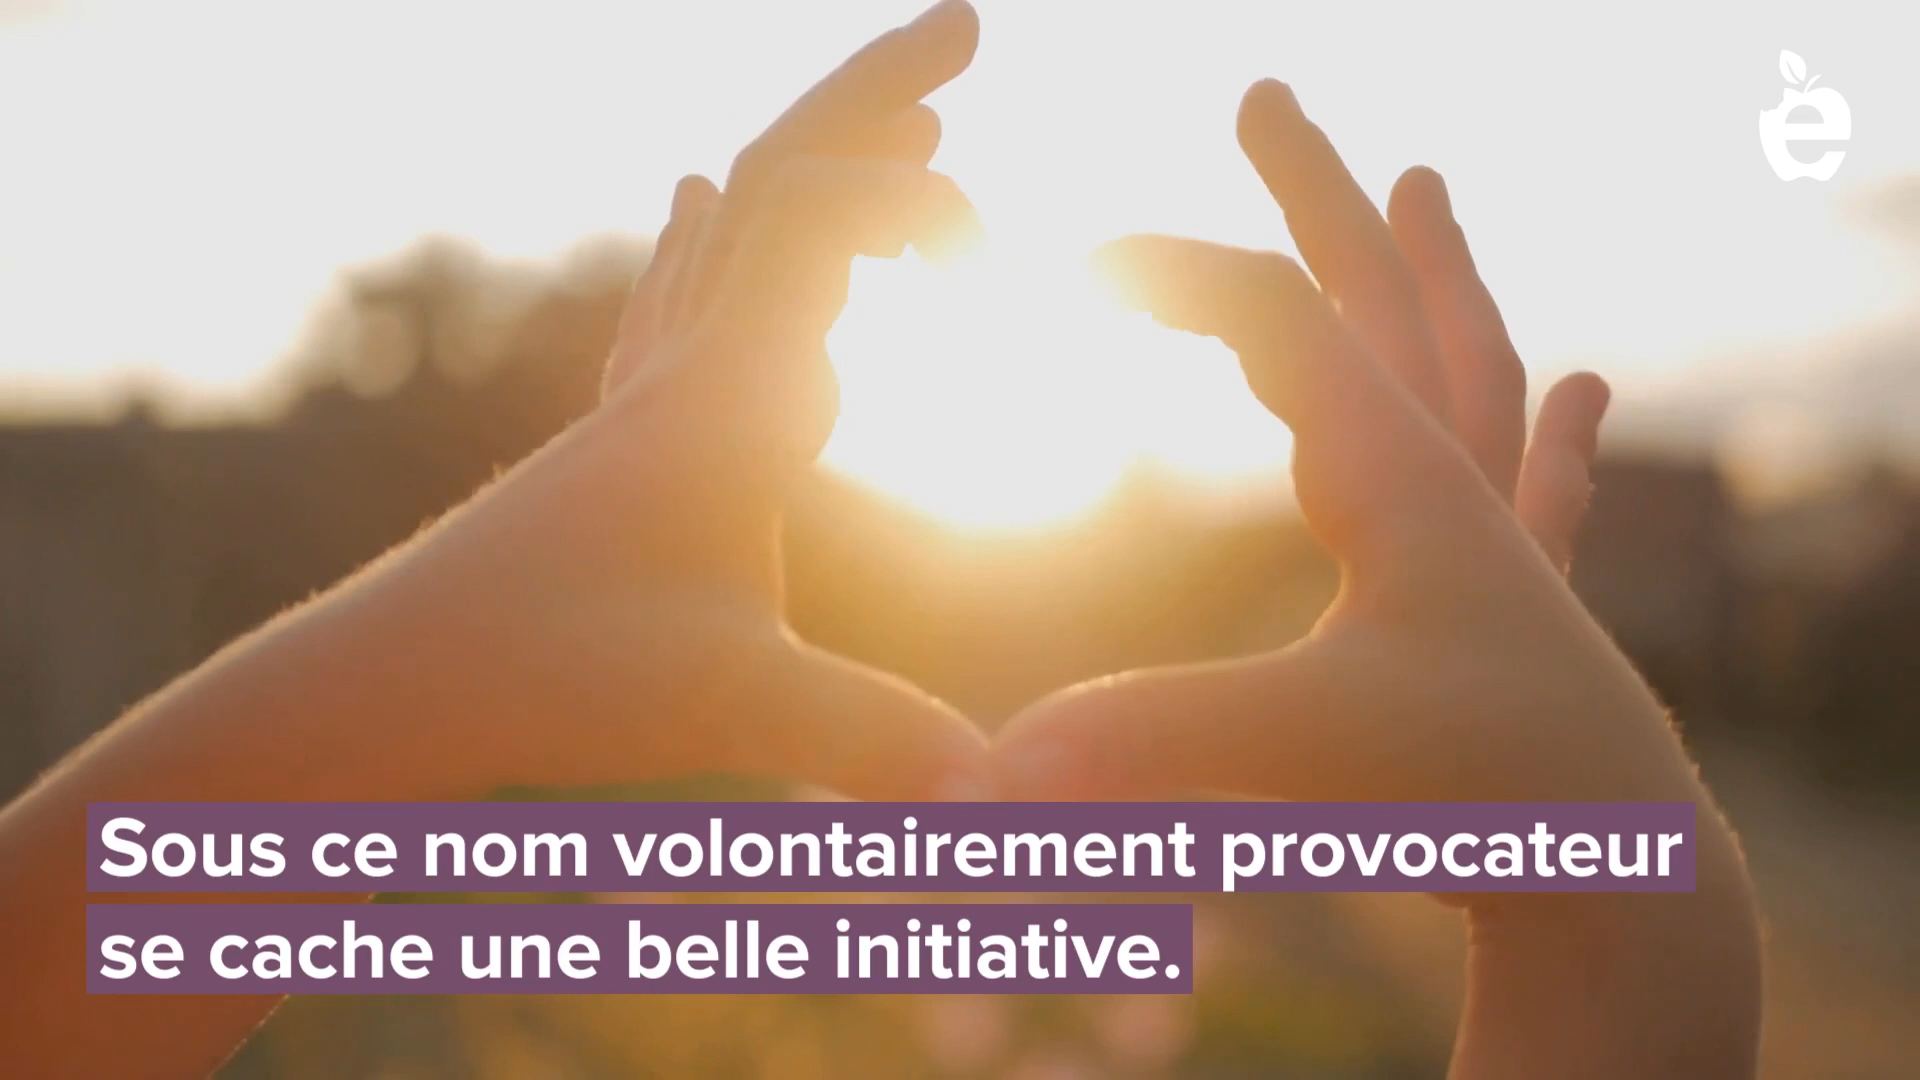 e
Sous ce nom volontairement provocateur
se cache une belle initiative.